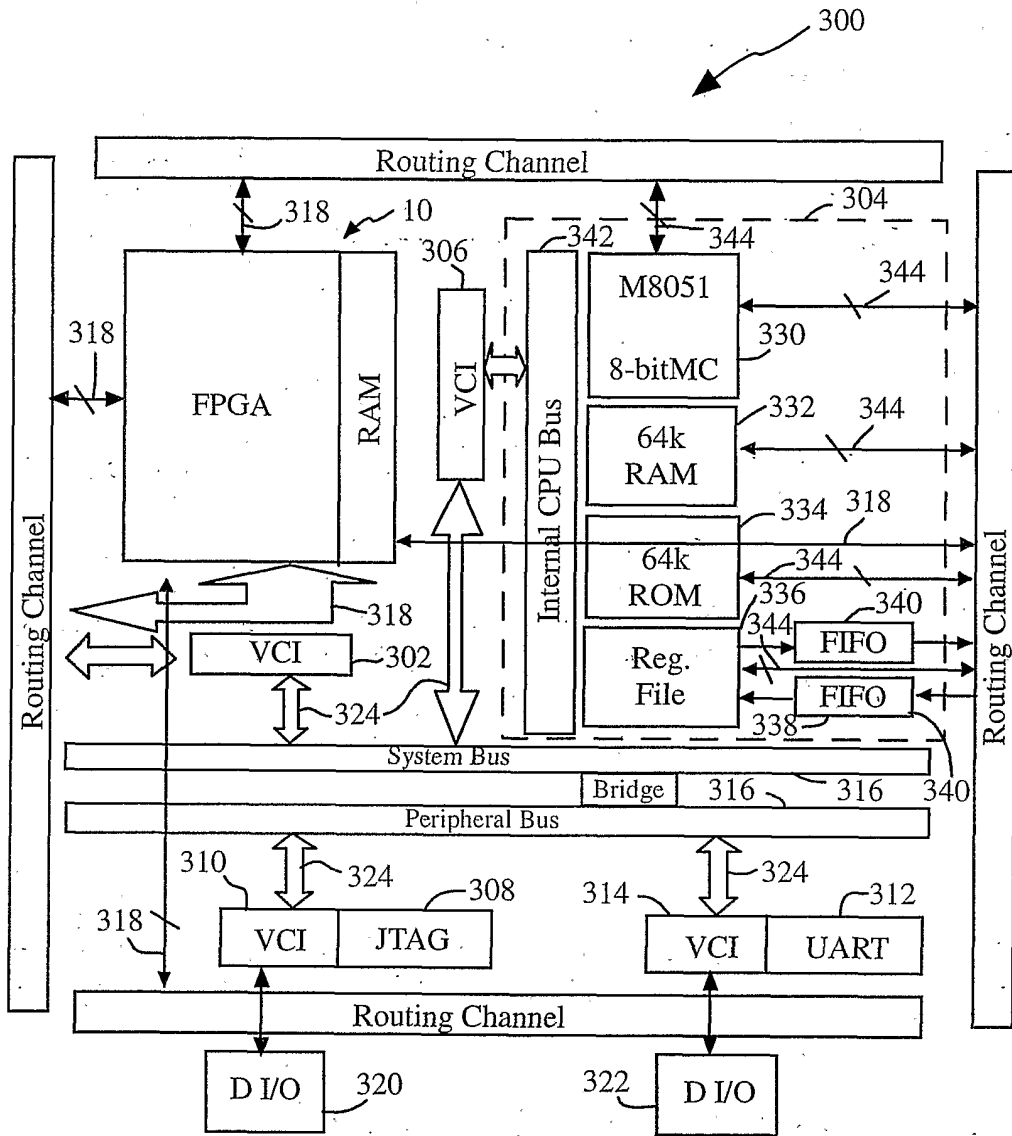 300
Routing Channel
304
318
10
344
342
306
M8051
8-bitMC
344
330
318
FPGA
RAM
VCI
Internal CPU Bus
332
64k
RAM
344
334
318
64k
ROM
344
336
Routing Channel
318
VCI
302
344
340
FIFO
Reg.
File
FIFO
338
Routing Channel
324
System Bus
Bridge
316
316
340
Peripheral Bus
310
324
308
314
324
312
318
VCI
JTAG
VCI
UART
Routing Channel
D I/O
320
322
D I/O